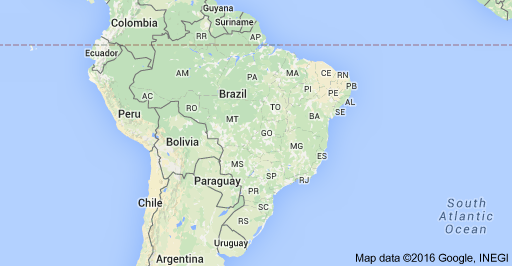 Guyana
Colombia
Suriname
RR
AP
Ecuador
AM
PA
MA
CE
RN
PB
PI
PE
AL
AC
RO
Brazil
TO
SE
BA
Peru
MT
GO
Bolivia
MG
MS
ES
Paraguay
SP
RJ
PR
Chile
SC
South
Atlantic
Ocean
RS
Uruguay
Argentina
Map data ©2016 Google, INEGI